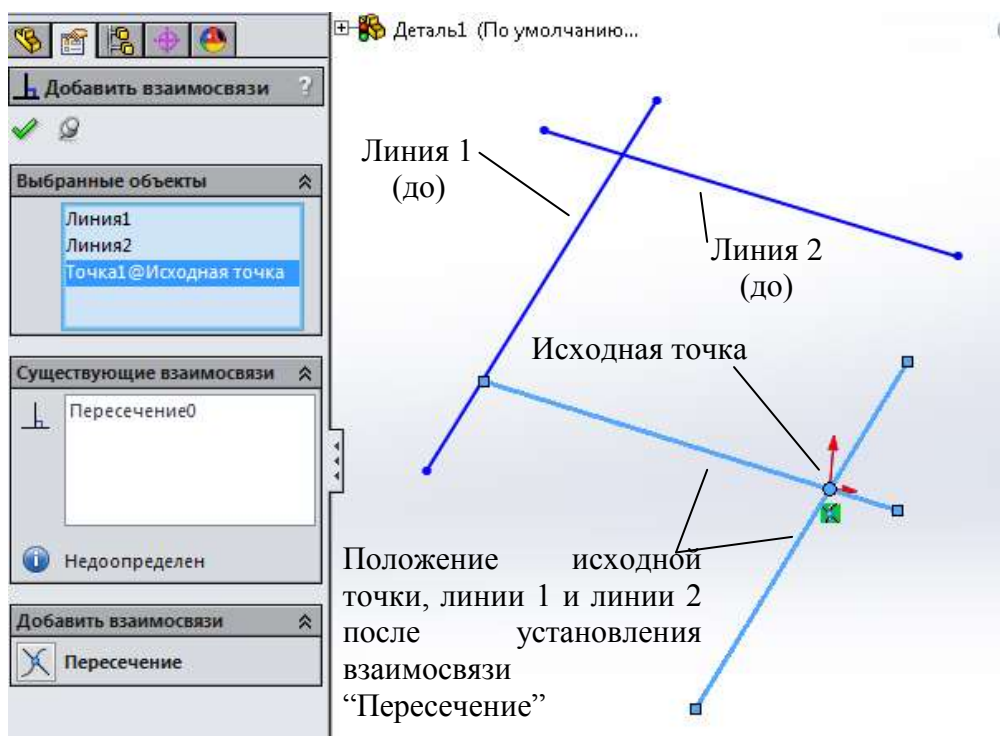 Деталь1 (По умолчанию...
Добавить взаимосвязи ?
Выбранные объекты
Линия1
Линия2
Точка1@Исходная точка
Существующие взаимосвязи
Пересечение0
Недоопределен
Добавить взаимосвязи
Пересечение
Линия 1
(до)
Линия 2
(до)
Исходная точка
Положение исходной
точки, линии 1 и линии 2
после установления
взаимосвязи
“Пересечение”